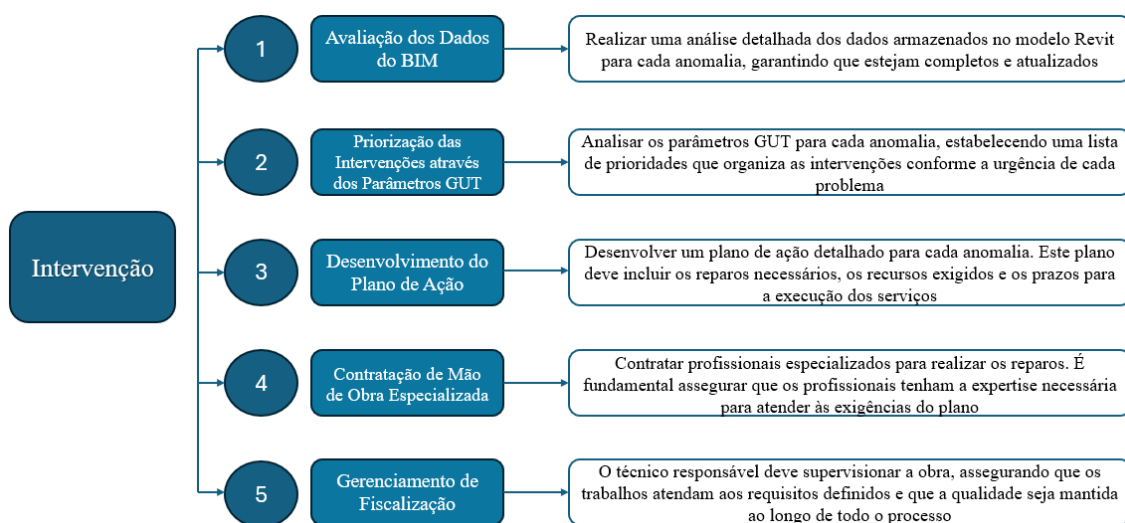 Intervenção
1
Avaliação dos Dados
do BIM
Realizar uma análise detalhada dos dados armazenados no modelo Revit
para cada anomalia, garantindo que estejam completos e atualizados
2
Priorização das
Intervenções através
dos Parâmetros GUT
Analisar os parâmetros GUT para cada anomalia, estabelecendo uma lista
de prioridades que organiza as intervenções conforme a urgência de cada
problema
3
Desenvolvimento do
Plano de Ação
Desenvolver um plano de ação detalhado para cada anomalia. Este plano
deve incluir os reparos necessários, os recursos exigidos e os prazos para
a execução dos serviços
4
Contratação de Mão
de Obra Especializada
Contratar profissionais especializados para realizar os reparos. É
fundamental assegurar que os profissionais tenham a expertise necessária
para atender às exigências do plano
5
Gerenciamento de
Fiscalização
O técnico responsável deve supervisionar a obra, assegurando que os
trabalhos atendam aos requisitos definidos e que a qualidade seja mantida
ao longo de todo o processo